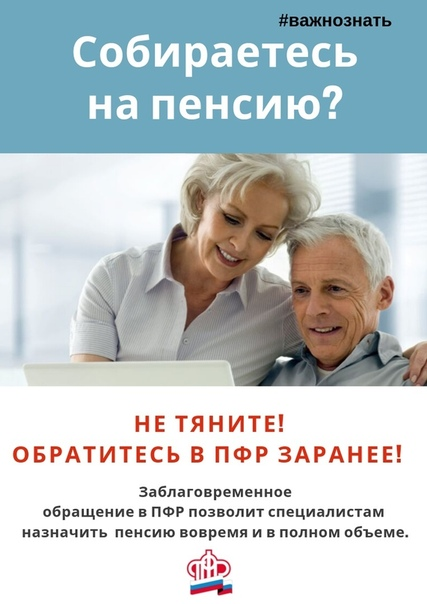 #важнознать
Собираетесь
на пенсию?
НЕ ТЯНИТЕ!
ОБРАТИТЕСЬ В ПФР ЗАРАНЕЕ!
Заблаговременное
обращение в ПФР позволит специалистам
назначить пенсию вовремя и в полном объеме.
ПФР